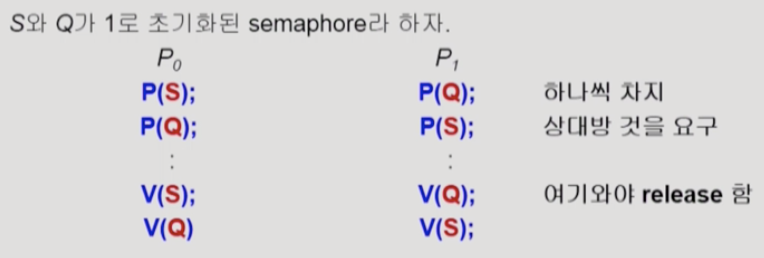 S와 Q가 1로 초기화된 semaphore라 하자.
P₀ P₁
P(S); P(Q); 하나씩 차지
P(Q); P(S); 상대방 것을 요구
: :
V(S); V(Q); 여기와야 release 함
V(Q) V(S);